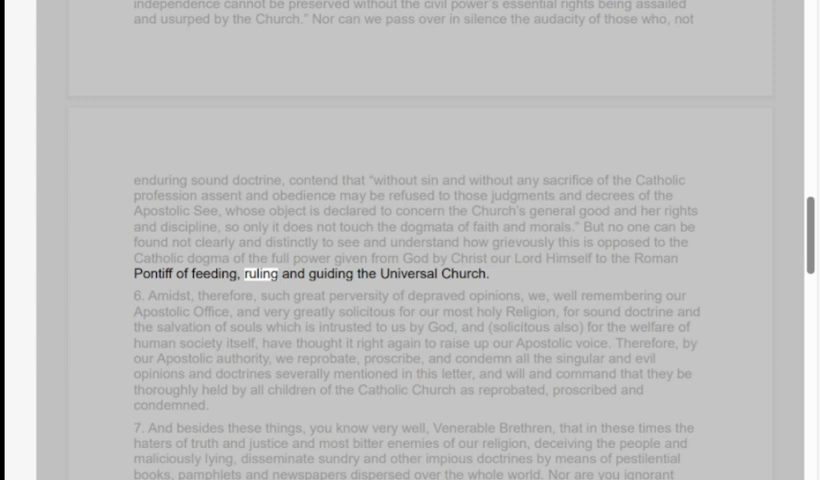 independence cannot be preserved without the civil power's essential rights being assailed
and usurped by the Church." Nor can we pass over in silence the audacity of those who, not
enduring sound doctrine, contend that "without sin and without any sacrifice of the Catholic
profession assent and obedience may be refused to those judgments and decrees of the
Apostolic See, whose object is declared to concern the Church's general good and her rights
and discipline, so only it does not touch the dogmata of faith and morals." But no one can be
found not clearly and distinctly to see and understand how grievously this is opposed to the
Catholic dogma of the full power given from God by Christ our Lord Himself to the Roman
Pontiff of feeding, ruling and guiding the Universal Church.
6. Amidst, therefore, such great perversity of depraved opinions, we, well remembering our
Apostolic Office, and very greatly solicitous for our most holy Religion, for sound doctrine and
the salvation of souls which is intrusted to us by God, and (solicitous also) for the welfare of
human society itself, have thought it right again to raise up our Apostolic voice. Therefore, by
our Apostolic authority, we reprobate, proscribe, and condemn all the singular and evil
opinions and doctrines severally mentioned in this letter, and will and command that they be
thoroughly held by all children of the Catholic Church as reprobated, proscribed and
condemned.
7. And besides these things, you know very well, Venerable Brethren, that in these times the
haters of truth and justice and most bitter enemies of our religion, deceiving the people and
maliciously lying, disseminate sundry and other impious doctrines by means of pestilential
books, pamphlets and newspapers dispersed over the whole world. Nor are you ignorant